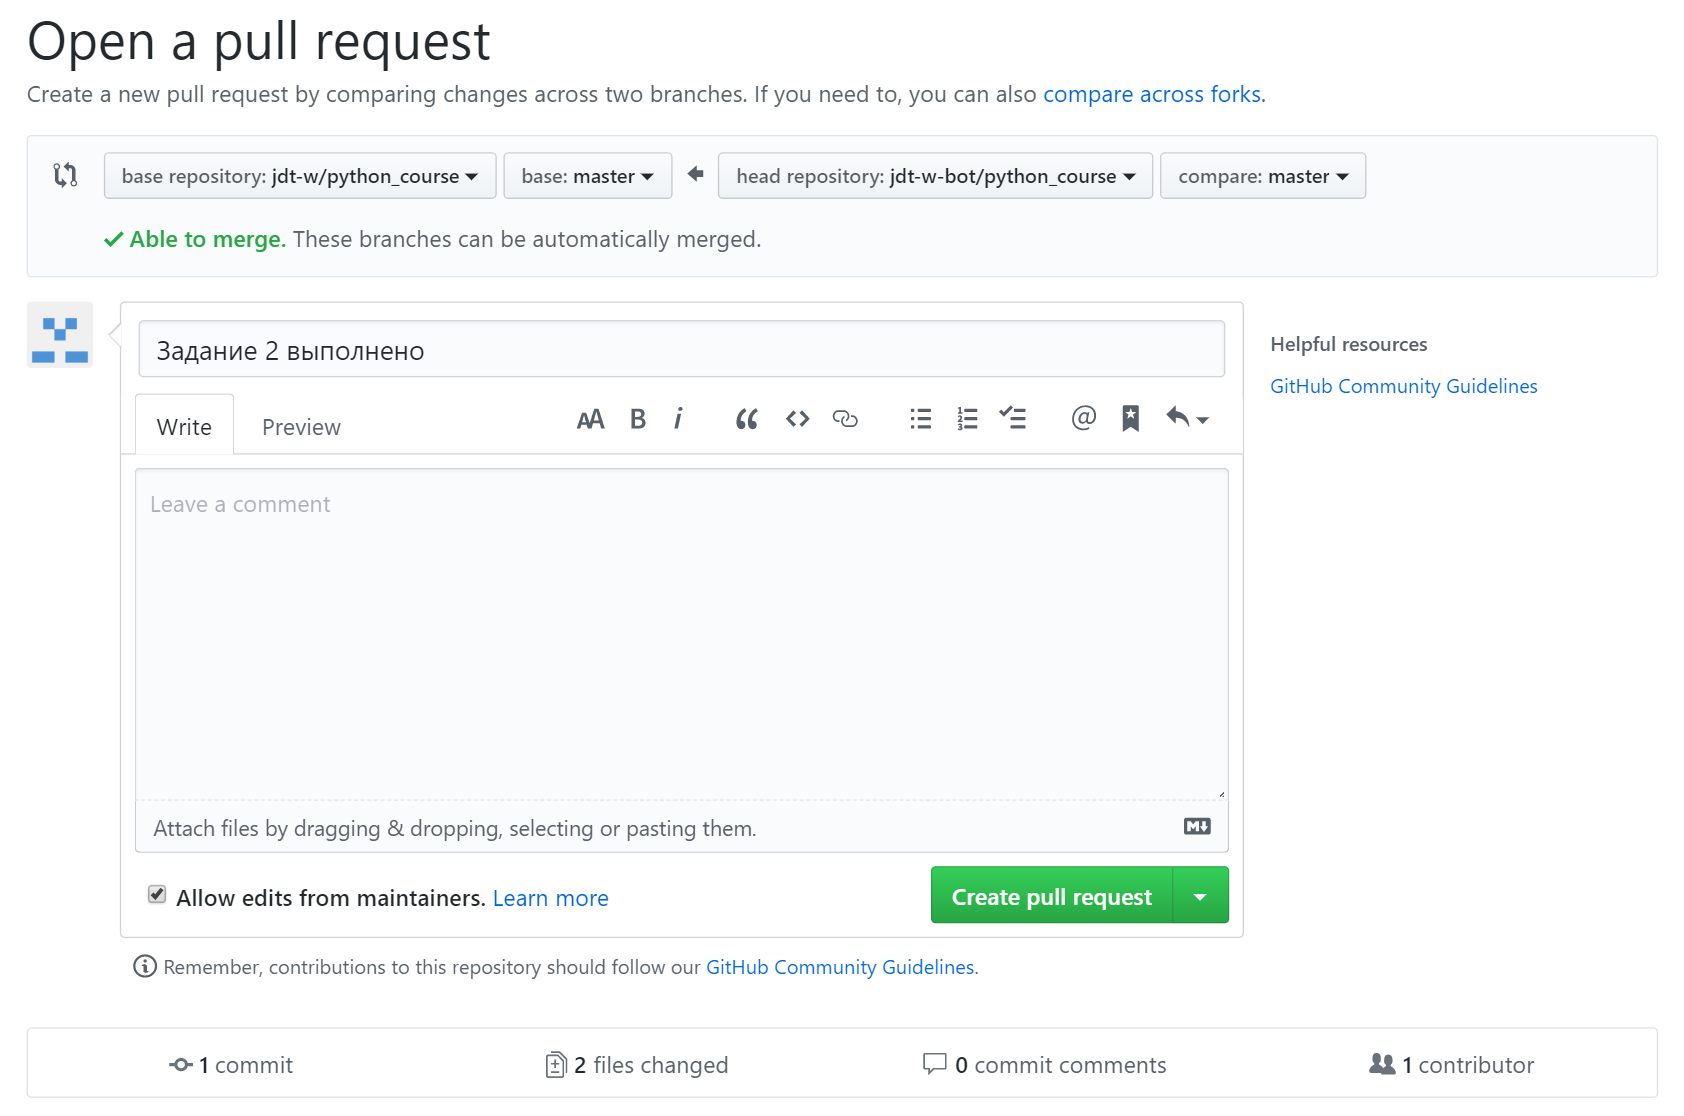 Open a pull request
Create a new pull request by comparing changes across two branches. If you need to, you can also compare across forks.
base repository: jdt-w/python_course base: master head repository: jdt-w-bot/python_course compare: master
Able to merge. These branches can be automatically merged.
Задание 2 выполнено
Helpful resources
GitHub Community Guidelines
Write Preview AA B i @
Leave a comment
Attach files by dragging & dropping, selecting or pasting them.
Allow edits from maintainers. Learn more Create pull request
Remember, contributions to this repository should follow our GitHub Community Guidelines.
1 commit 2 files changed 0 commit comments 1 contributor